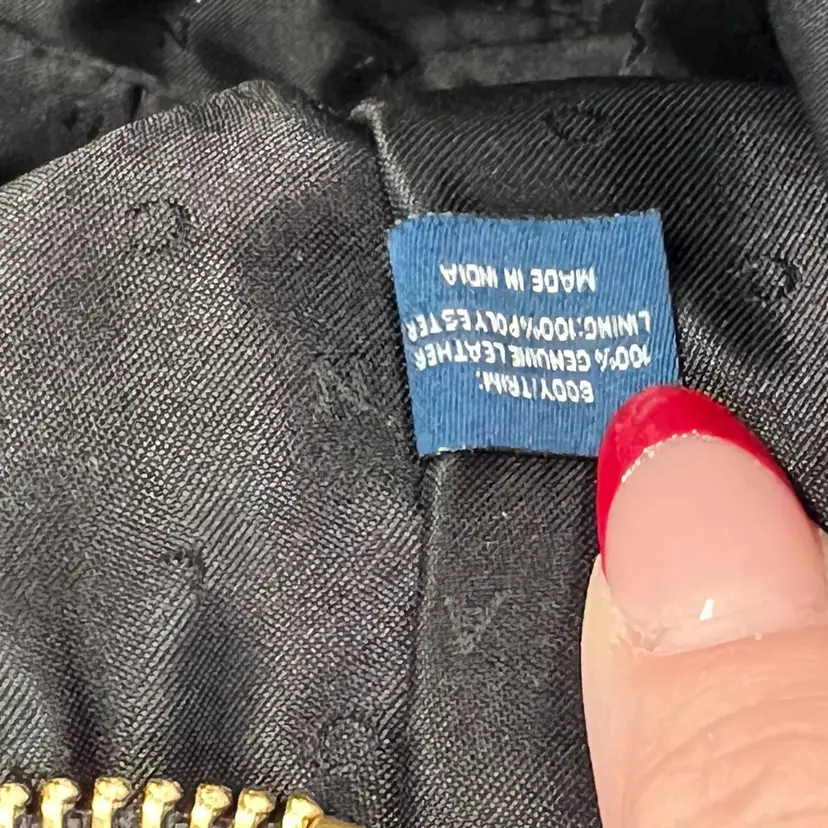 BODY/TRIM:
100% GENUINE LEATHER
LINING:100%POLYESTER
MADE IN INDIA